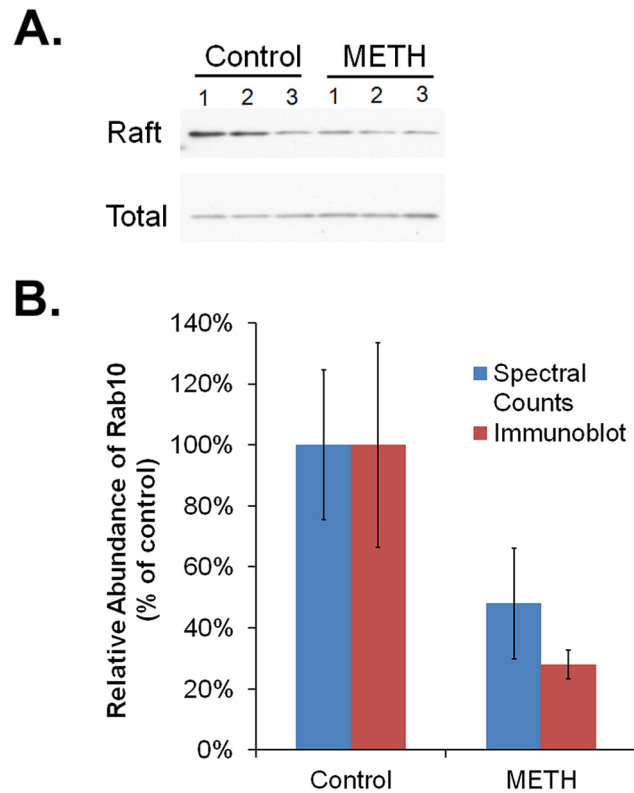 A.
Control METH
1 2 3 1 2 3
Raft
Total
B.
Relative Abundance of Rab10
(% of control)
140%
120%
100%
80%
60%
40%
20%
0%
Spectral
Counts
Immunoblot
Control METH